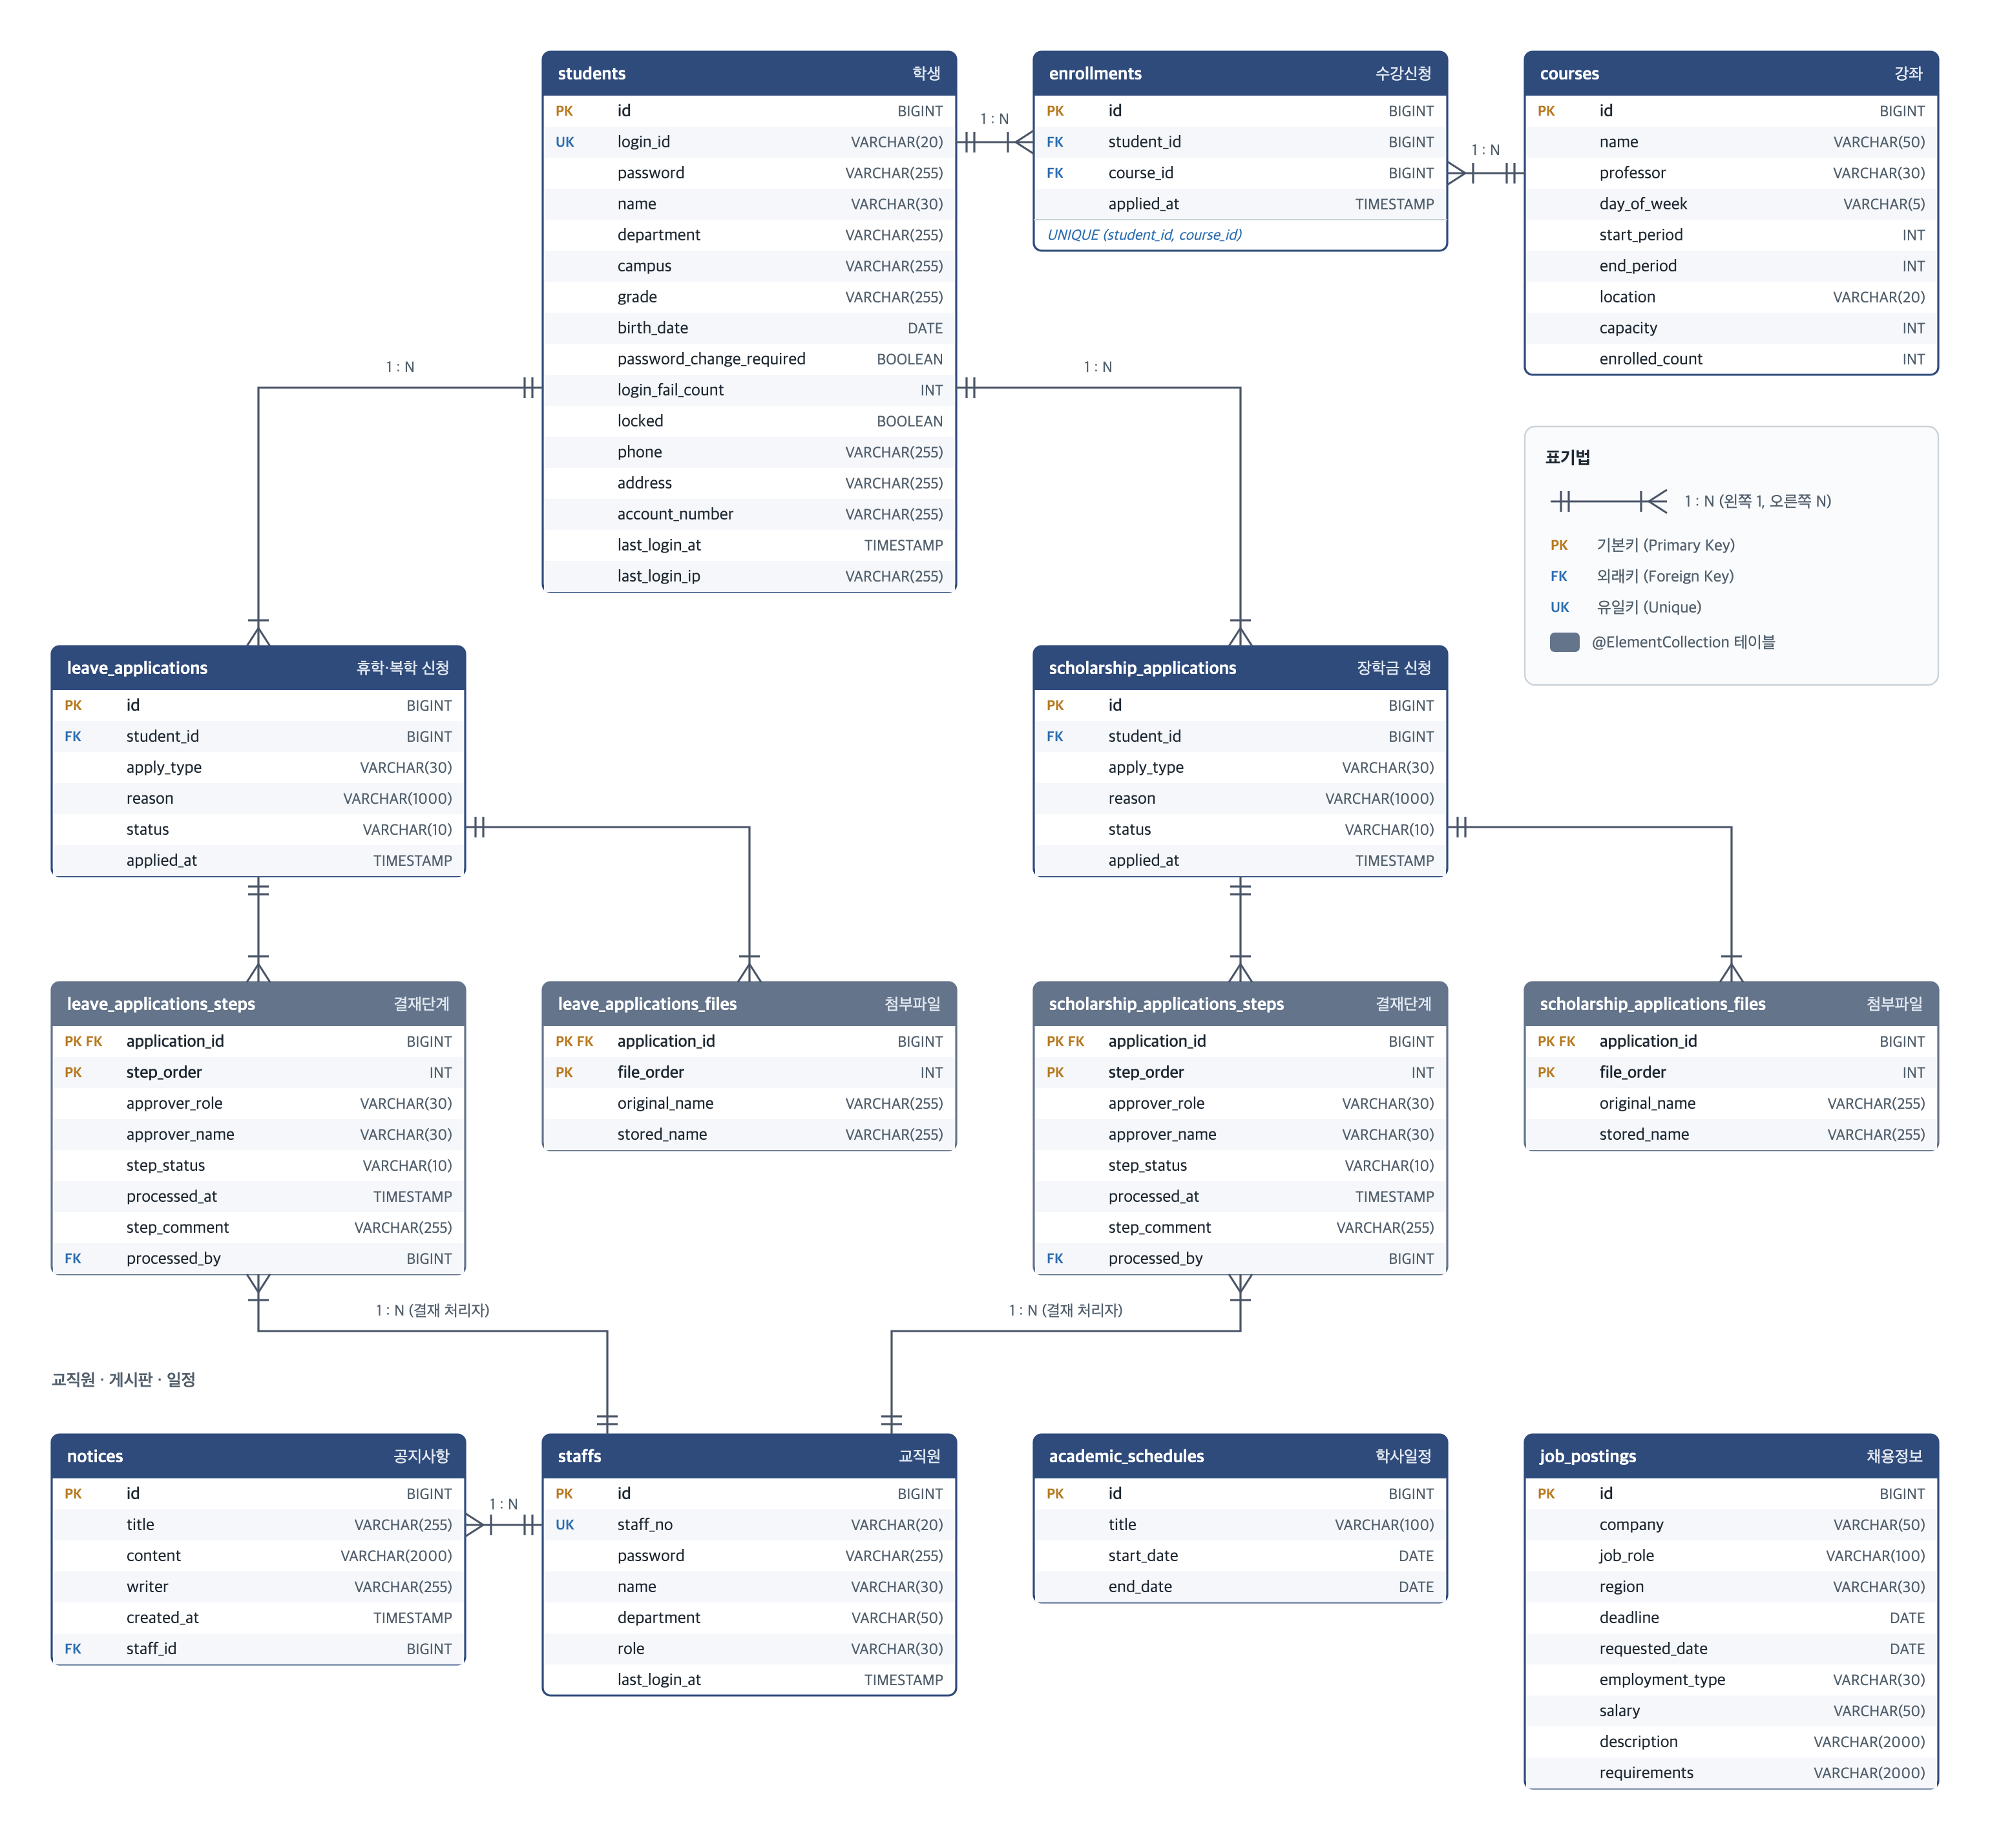 students 학생
PK id BIGINT
UK login_id VARCHAR(20)
password VARCHAR(255)
name VARCHAR(30)
department VARCHAR(255)
campus VARCHAR(255)
grade VARCHAR(255)
birth_date DATE
password_change_required BOOLEAN
login_fail_count INT
locked BOOLEAN
phone VARCHAR(255)
address VARCHAR(255)
account_number VARCHAR(255)
last_login_at TIMESTAMP
last_login_ip VARCHAR(255)
1 : N
enrollments 수강신청
PK id BIGINT
FK student_id BIGINT
FK course_id BIGINT
applied_at TIMESTAMP
UNIQUE (student_id, course_id)
1 : N
courses 강좌
PK id BIGINT
name VARCHAR(50)
professor VARCHAR(30)
day_of_week VARCHAR(5)
start_period INT
end_period INT
location VARCHAR(20)
capacity INT
enrolled_count INT
1 : N
1 : N
표기법
1 : N (왼쪽 1, 오른쪽 N)
PK 기본키 (Primary Key)
FK 외래키 (Foreign Key)
UK 유일키 (Unique)
@ElementCollection 테이블
leave_applications 휴학·복학 신청
PK id BIGINT
FK student_id BIGINT
apply_type VARCHAR(30)
reason VARCHAR(1000)
status VARCHAR(10)
applied_at TIMESTAMP
scholarship_applications 장학금 신청
PK id BIGINT
FK student_id BIGINT
apply_type VARCHAR(30)
reason VARCHAR(1000)
status VARCHAR(10)
applied_at TIMESTAMP
leave_applications_steps 결재단계
PK FK application_id BIGINT
PK step_order INT
approver_role VARCHAR(30)
approver_name VARCHAR(30)
step_status VARCHAR(10)
processed_at TIMESTAMP
step_comment VARCHAR(255)
FK processed_by BIGINT
leave_applications_files 첨부파일
PK FK application_id BIGINT
PK file_order INT
original_name VARCHAR(255)
stored_name VARCHAR(255)
scholarship_applications_steps 결재단계
PK FK application_id BIGINT
PK step_order INT
approver_role VARCHAR(30)
approver_name VARCHAR(30)
step_status VARCHAR(10)
processed_at TIMESTAMP
step_comment VARCHAR(255)
FK processed_by BIGINT
scholarship_applications_files 첨부파일
PK FK application_id BIGINT
PK file_order INT
original_name VARCHAR(255)
stored_name VARCHAR(255)
1 : N (결재 처리자)
1 : N (결재 처리자)
교직원 · 게시판 · 일정
notices 공지사항
PK id BIGINT
title VARCHAR(255)
content VARCHAR(2000)
writer VARCHAR(255)
created_at TIMESTAMP
FK staff_id BIGINT
1 : N
staffs 교직원
PK id BIGINT
UK staff_no VARCHAR(20)
password VARCHAR(255)
name VARCHAR(30)
department VARCHAR(50)
role VARCHAR(30)
last_login_at TIMESTAMP
academic_schedules 학사일정
PK id BIGINT
title VARCHAR(100)
start_date DATE
end_date DATE
job_postings 채용정보
PK id BIGINT
company VARCHAR(50)
job_role VARCHAR(100)
region VARCHAR(30)
deadline DATE
requested_date DATE
employment_type VARCHAR(30)
salary VARCHAR(50)
description VARCHAR(2000)
requirements VARCHAR(2000)